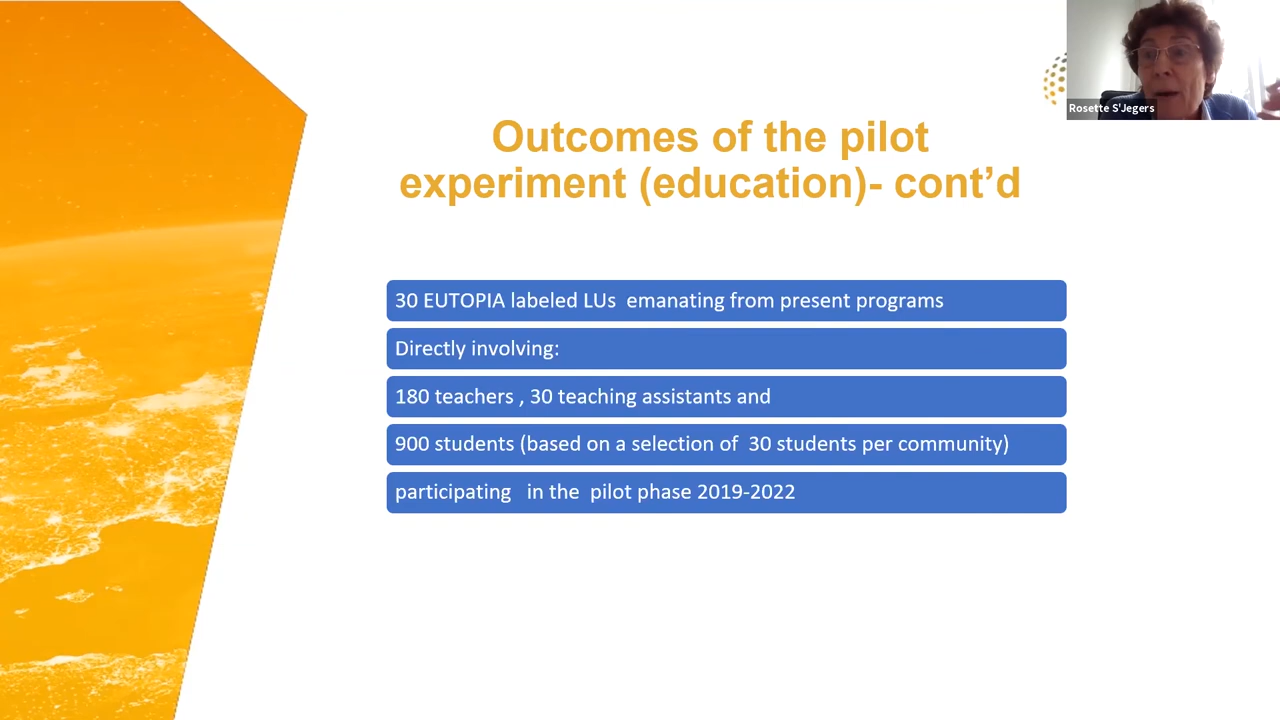 Rosette S'Jegers
Outcomes of the pilot
experiment (education)- cont’d
30 EUTOPIA labeled LUs  emanating from present programs
Directly involving:
180 teachers , 30 teaching assistants and
900 students (based on a selection of  30 students per community)
participating   in the  pilot phase 2019-2022